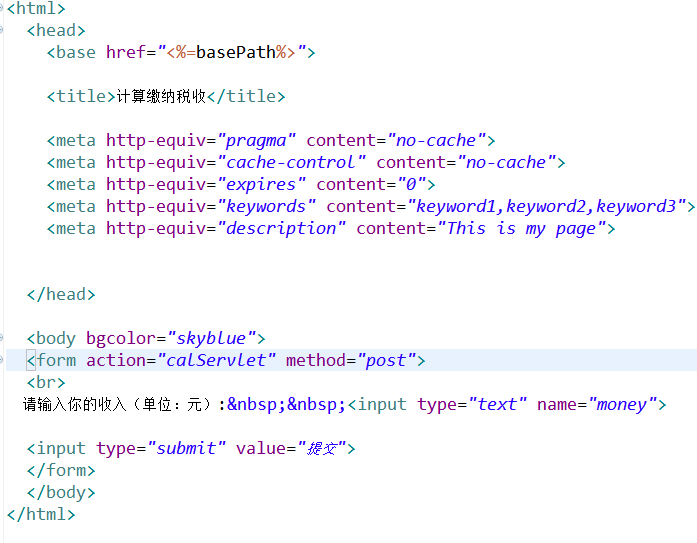 <html>
<head>
<base href="<%=basePath%>">
<title>计算缴纳税收</title>
<meta http-equiv="pragma" content="no-cache">
<meta http-equiv="cache-control" content="no-cache">
<meta http-equiv="expires" content="0">
<meta http-equiv="keywords" content="keyword1,keyword2,keyword3">
<meta http-equiv="description" content="This is my page">
</head>
<body bgcolor="skyblue">
<form action="calServlet" method="post">
<br>
请输入你的收入（单位：元）:&nbsp;&nbsp;<input type="text" name="money">
<input type="submit" value="提交">
</form>
</body>
</html>